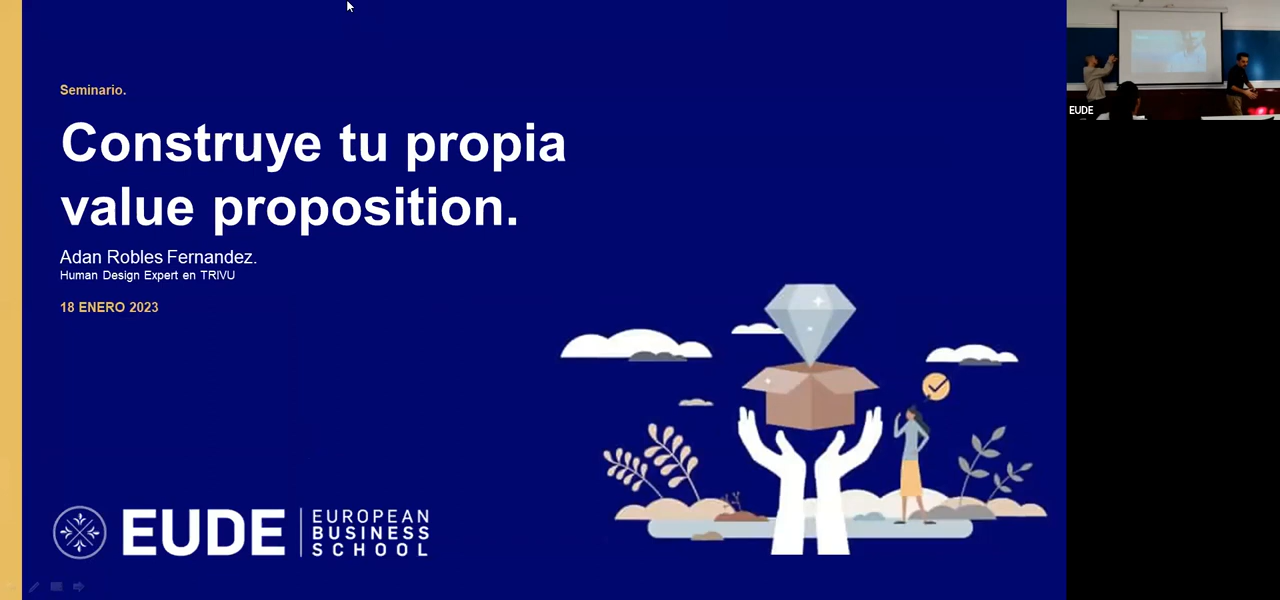 Seminario.
Construye tu propia
value proposition.
Adan Robles Fernandez.
Human Design Expert en TRIVU
18 ENERO 2023
EUDE
EUROPEAN
BUSINESS
SCHOOL
EUDE